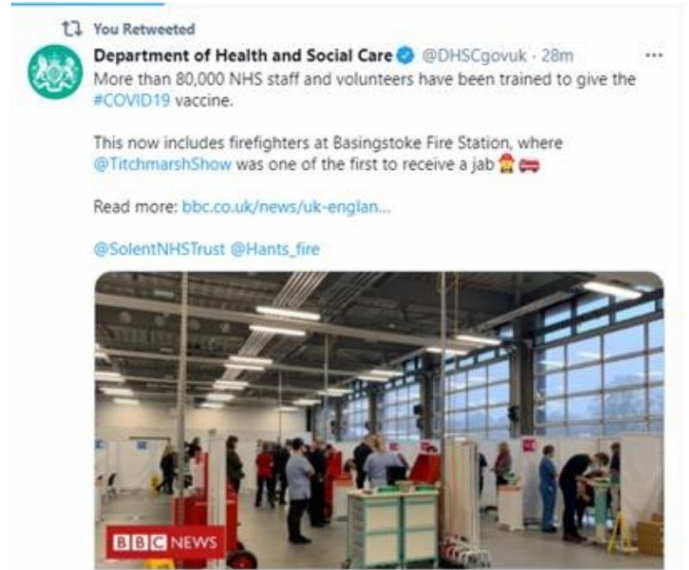 You Retweeted
Department of Health and Social Care @DHSCgovuk · 28m
More than 80,000 NHS staff and volunteers have been trained to give the
#COVID19 vaccine.
This now includes firefighters at Basingstoke Fire Station, where
@TitchmarshShow was one of the first to receive a jab
Read more: bbc.co.uk/news/uk-englan...
@SolentNHSTrust @Hants_fire
BBC NEWS